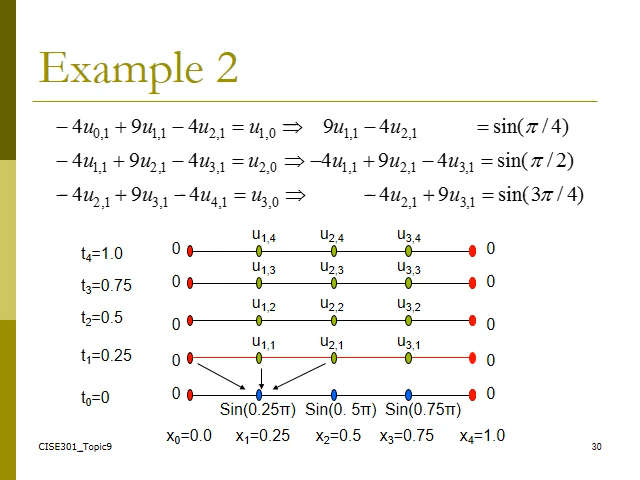 Example 2
− 4u₀,₁ + 9u₁,₁ − 4u₂,₁ = u₁,₀ ⇒ 9u₁,₁ − 4u₂,₁ = sin(π / 4)
− 4u₁,₁ + 9u₂,₁ − 4u₃,₁ = u₂,₀ ⇒ −4u₁,₁ + 9u₂,₁ − 4u₃,₁ = sin(π / 2)
− 4u₂,₁ + 9u₃,₁ − 4u₄,₁ = u₃,₀ ⇒ − 4u₂,₁ + 9u₃,₁ = sin(3π / 4)
u₁,₄ u₂,₄ u₃,₄
t₄=1.0 0 0
u₁,₃ u₂,₃ u₃,₃
t₃=0.75 0 0
u₁,₂ u₂,₂ u₃,₂
t₂=0.5 0 0
u₁,₁ u₂,₁ u₃,₁
t₁=0.25 0 0
t₀=0 0 0
Sin(0.25π) Sin(0. 5π) Sin(0.75π)
x₀=0.0 x₁=0.25 x₂=0.5 x₃=0.75 x₄=1.0
CISE301_Topic9 30